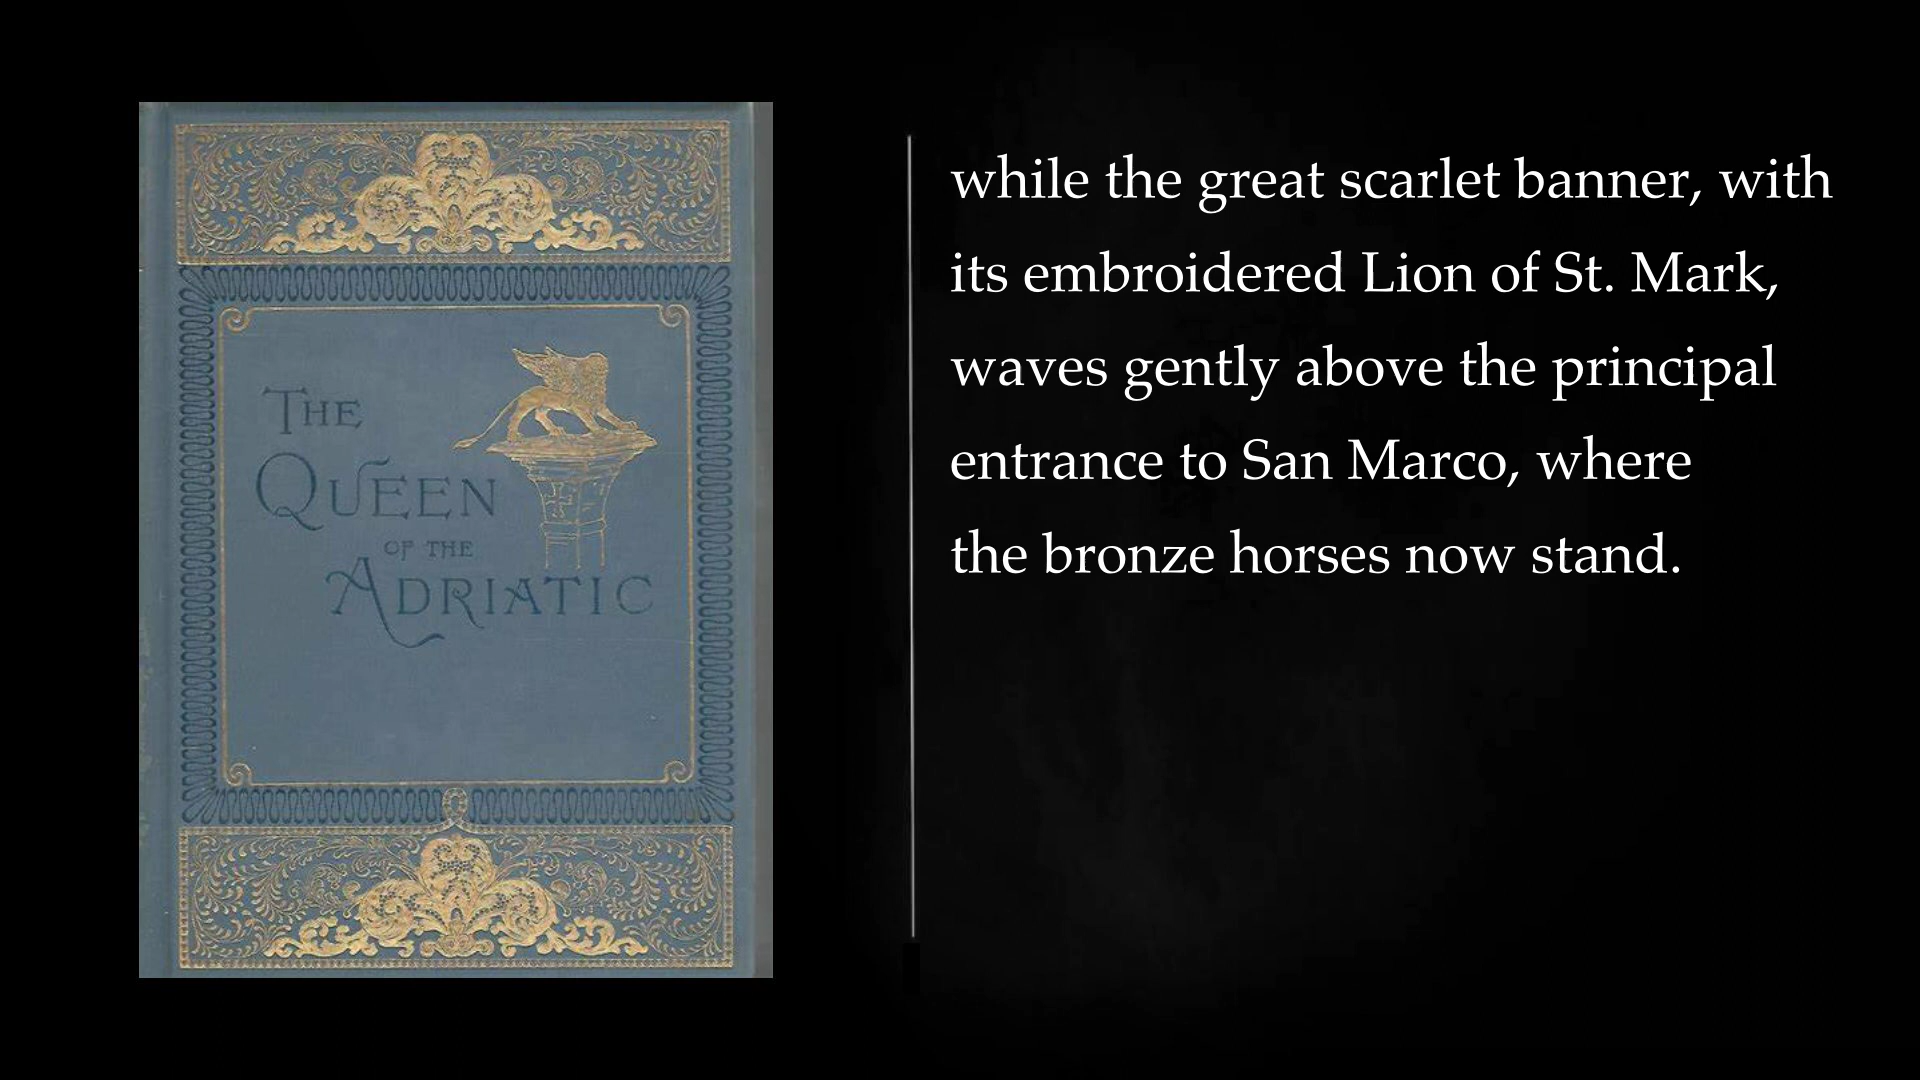 The
Queen
of the
Adriatic
while the great scarlet banner, with
its embroidered Lion of St. Mark,
waves gently above the principal
entrance to San Marco, where
the bronze horses now stand.